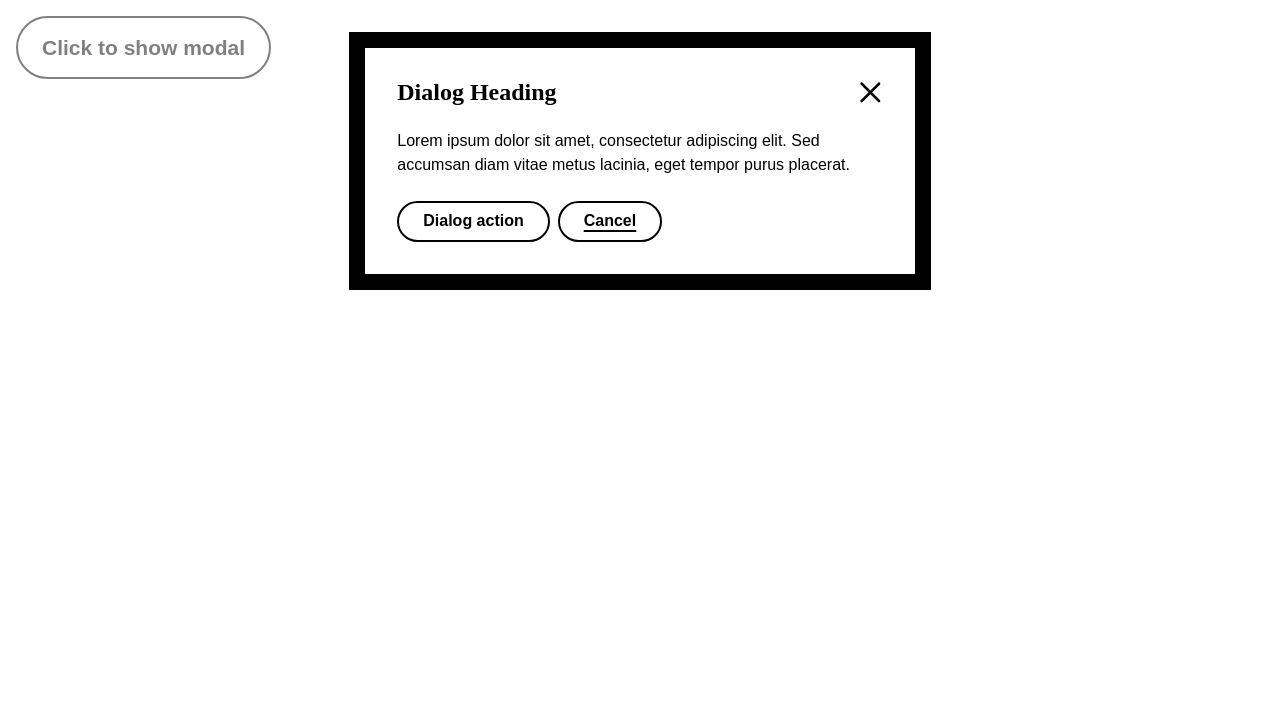 Click to show modal
Dialog Heading
Lorem ipsum dolor sit amet, consectetur adipiscing elit. Sed
accumsan diam vitae metus lacinia, eget tempor purus placerat.
Dialog action
Cancel